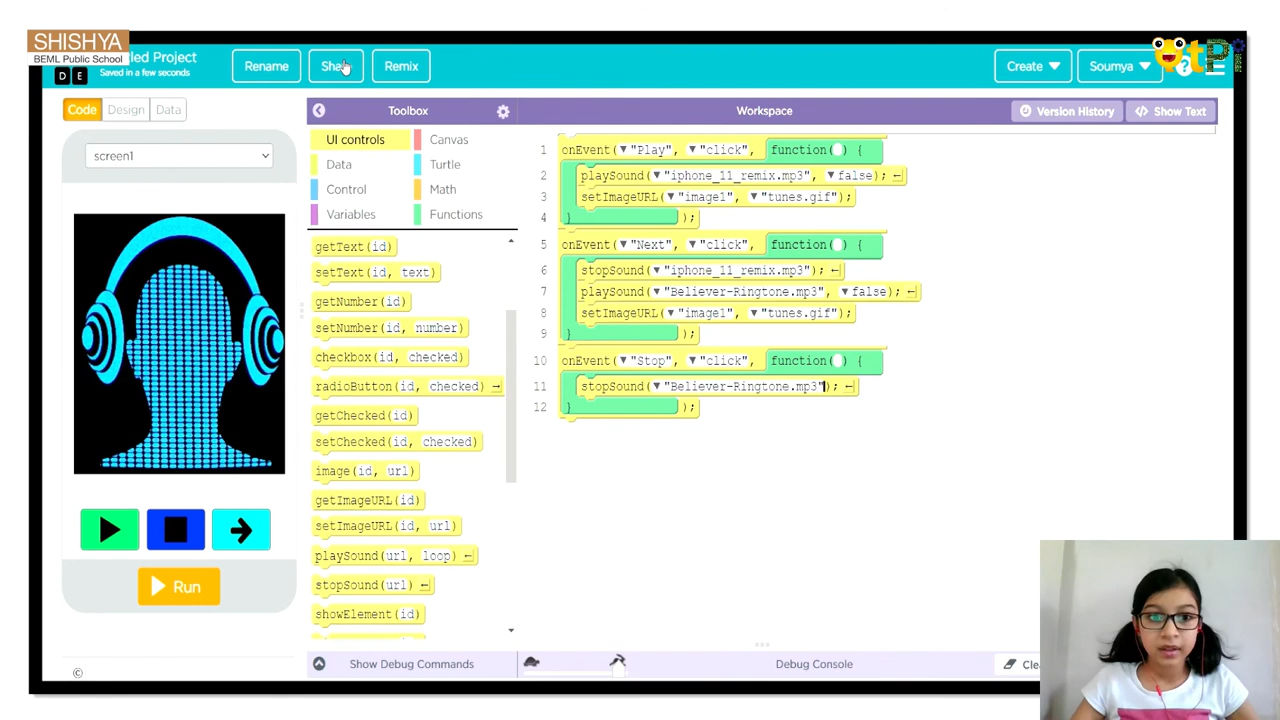 SHISHYA
BEML Public School
led Project
Saved in a few seconds
D E
Rename
Share
Remix
Create
Soumya
?
Qtπ
Code
Design
Data
Toolbox
Workspace
Version History
Show Text
screen1
UI controls
Canvas
Data
Turtle
Control
Math
Variables
Functions
getText(id)
setText(id, text)
getNumber(id)
setNumber(id, number)
checkbox(id, checked)
radioButton(id, checked)
getChecked(id)
setChecked(id, checked)
image(id, url)
getImageURL(id)
setImageURL(id, url)
playSound(url, loop)
stopSound(url)
showElement(id)
1 onEvent("Play", "click", function() {
2 playSound("iphone_11_remix.mp3", false);
3 setImageURL("image1", "tunes.gif");
4 } );
5 onEvent("Next", "click", function() {
6 stopSound("iphone_11_remix.mp3");
7 playSound("Believer-Ringtone.mp3", false);
8 setImageURL("image1", "tunes.gif");
9 } );
10 onEvent("Stop", "click", function() {
11 stopSound("Believer-Ringtone.mp3");
12 } );
Run
©
Show Debug Commands
Debug Console
Cle